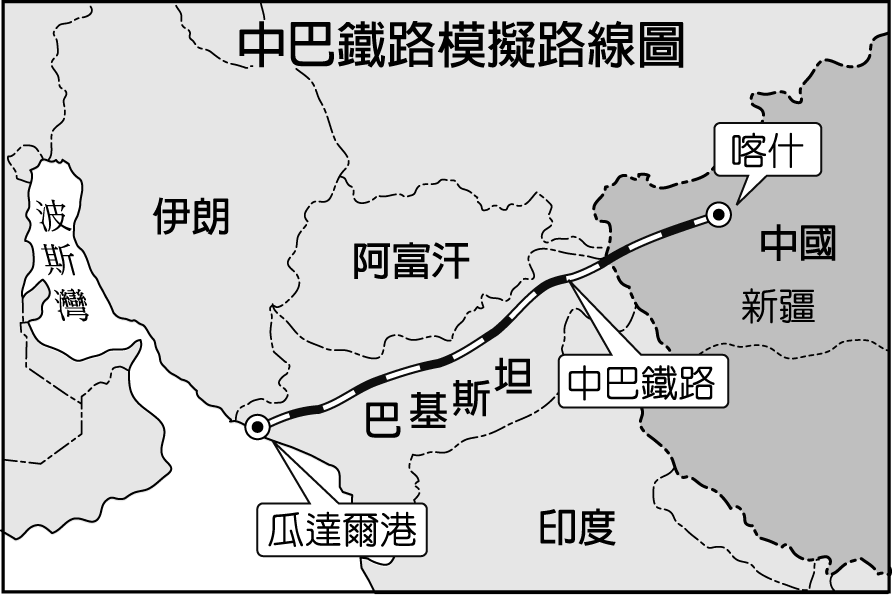 中巴鐵路模擬路線圖
喀什
波斯灣
伊朗
阿富汗
中國
新疆
中巴鐵路
巴基斯坦
瓜達爾港
印度